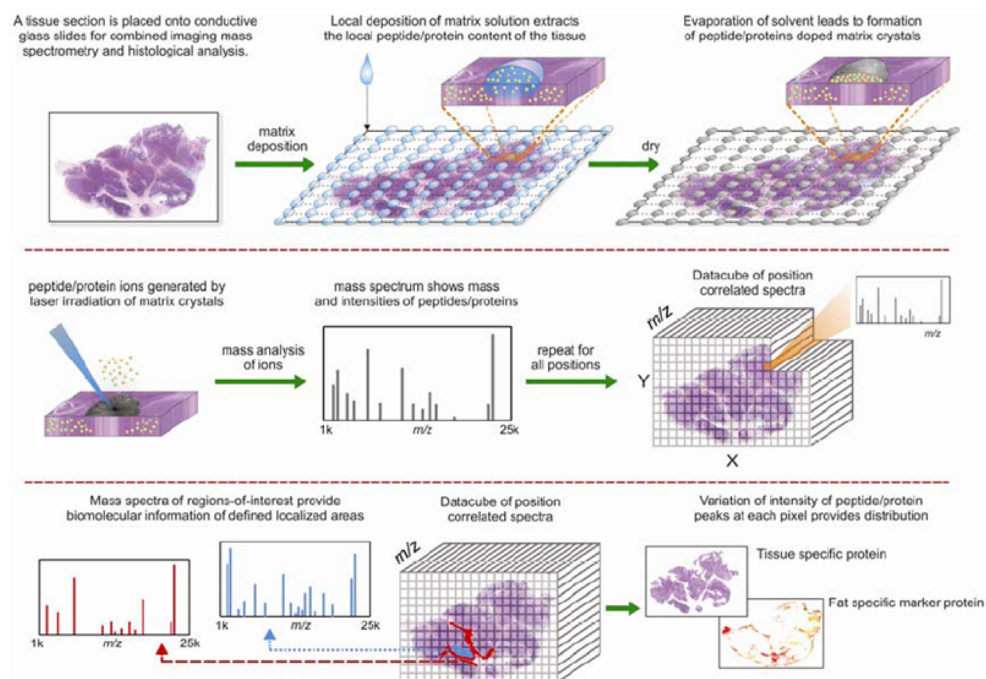 A tissue section is placed onto conductive
glass slides for combined imaging mass
spectrometry and histological analysis.
Local deposition of matrix solution extracts
the local peptide/protein content of the tissue
Evaporation of solvent leads to formation
of peptide/proteins doped matrix crystals
matrix
deposition
dry
peptide/protein ions generated by
laser irradiation of matrix crystals
mass analysis
of ions
mass spectrum shows mass
and intensities of peptides/proteins
1k
m/z
25k
repeat for
all positions
Datacube of position
correlated spectra
m/z
Y
X
m/z
Mass spectra of regions-of-interest provide
biomolecular information of defined localized areas
1k
m/z
25k
1k
m/z
25k
Datacube of position
correlated spectra
m/z
Variation of intensity of peptide/protein
peaks at each pixel provides distribution
Tissue specific protein
Fat specific marker protein